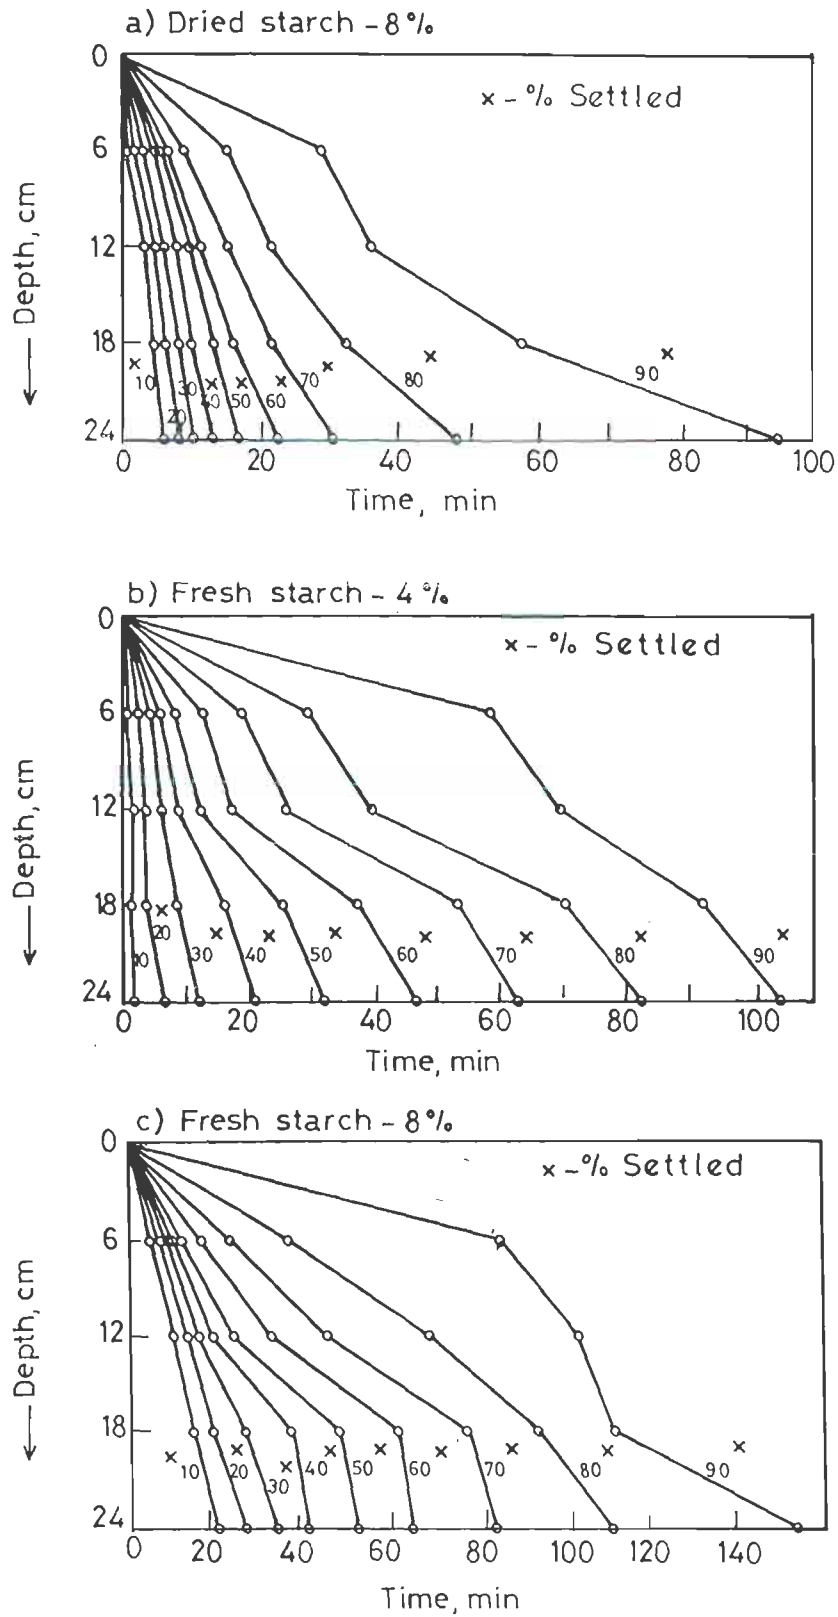 a) Dried starch - 8 %
0
x - % Settled
6
12
18
24
← Depth, cm
x
10
20
30
x
40
x
50
x
60
x
70
x
80
x
90
0 20 40 60 80 100
Time, min
b) Fresh starch - 4 %
0
x - % Settled
6
12
18
24
← Depth, cm
10
x
20
x
30
x
40
x
50
x
60
x
70
x
80
x
90
0 20 40 60 80 100
Time, min
c) Fresh starch - 8 %
0
x - % Settled
6
12
18
24
← Depth, cm
x
10
x
20
x
30
x
40
x
50
x
60
x
70
x
80
x
90
0 20 40 60 80 100 120 140
Time, min